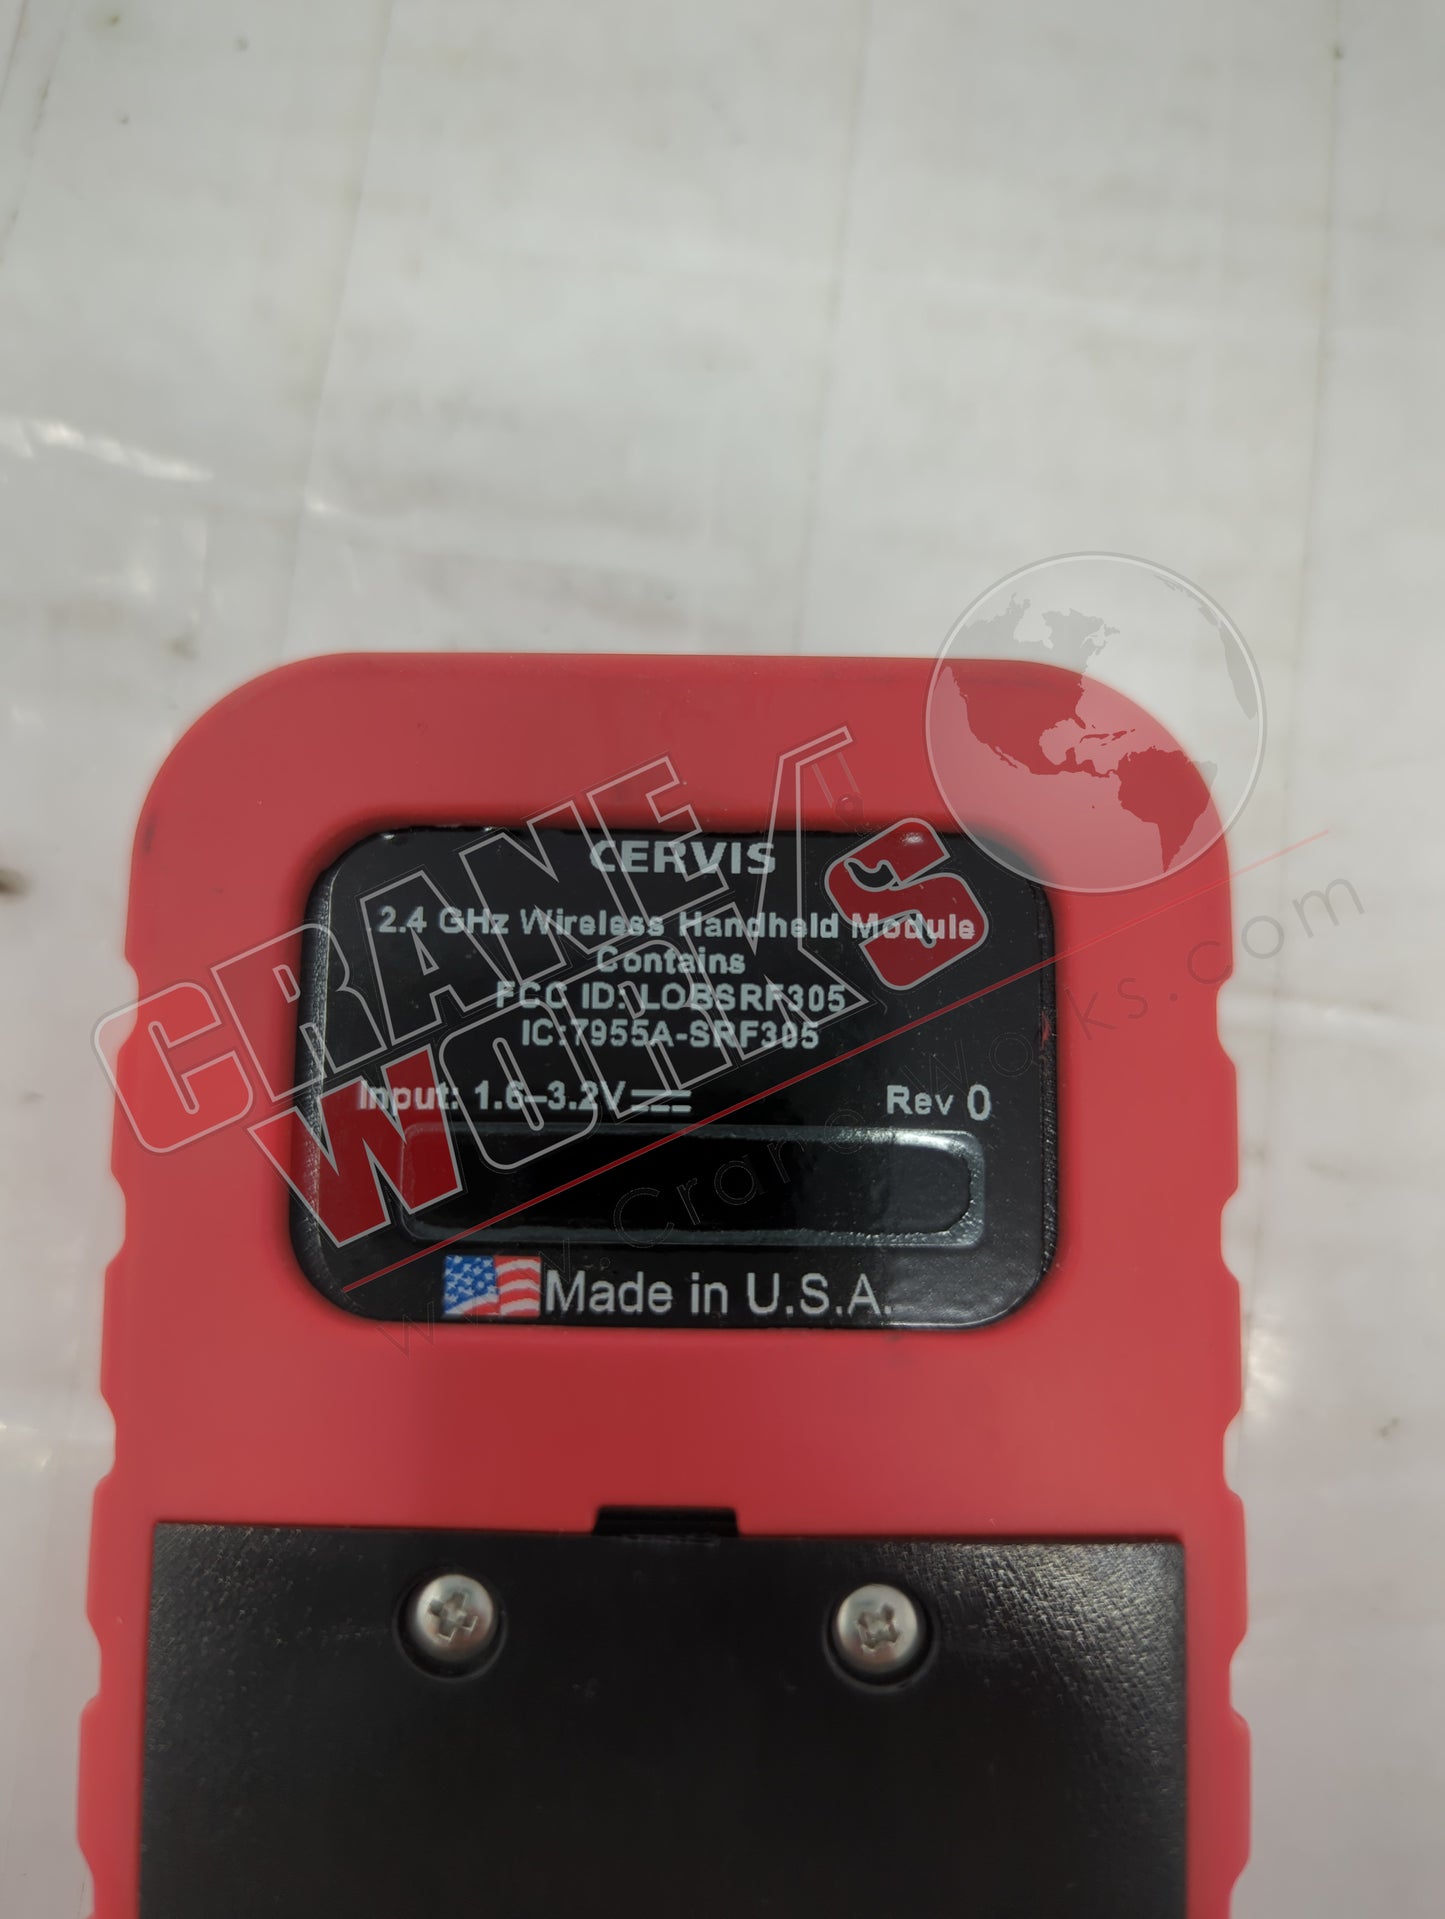 CERVIS
2.4 GHz Wireless Handheld Module
Contains
FCC ID: LOBSRF305
IC:7955A-SRF305
Input: 1.6–3.2V
Rev 0
Made in U.S.A.
CRANE
WORKS
www.CraneWorks.com